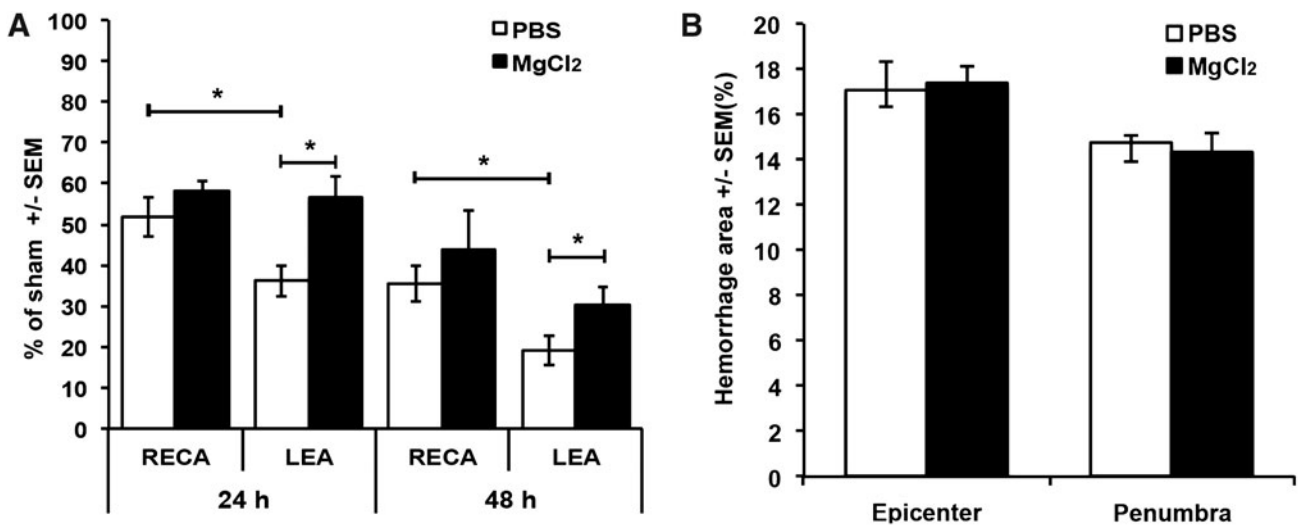 A
% of sham +/- SEM
100
90
80
70
60
50
40
30
20
10
0
PBS
MgCl2
*
*
*
*
RECA LEA RECA LEA
24 h 48 h
B
Hemorrhage area +/- SEM(%)
20
18
16
14
12
10
8
6
4
2
0
PBS
MgCl2
Epicenter Penumbra